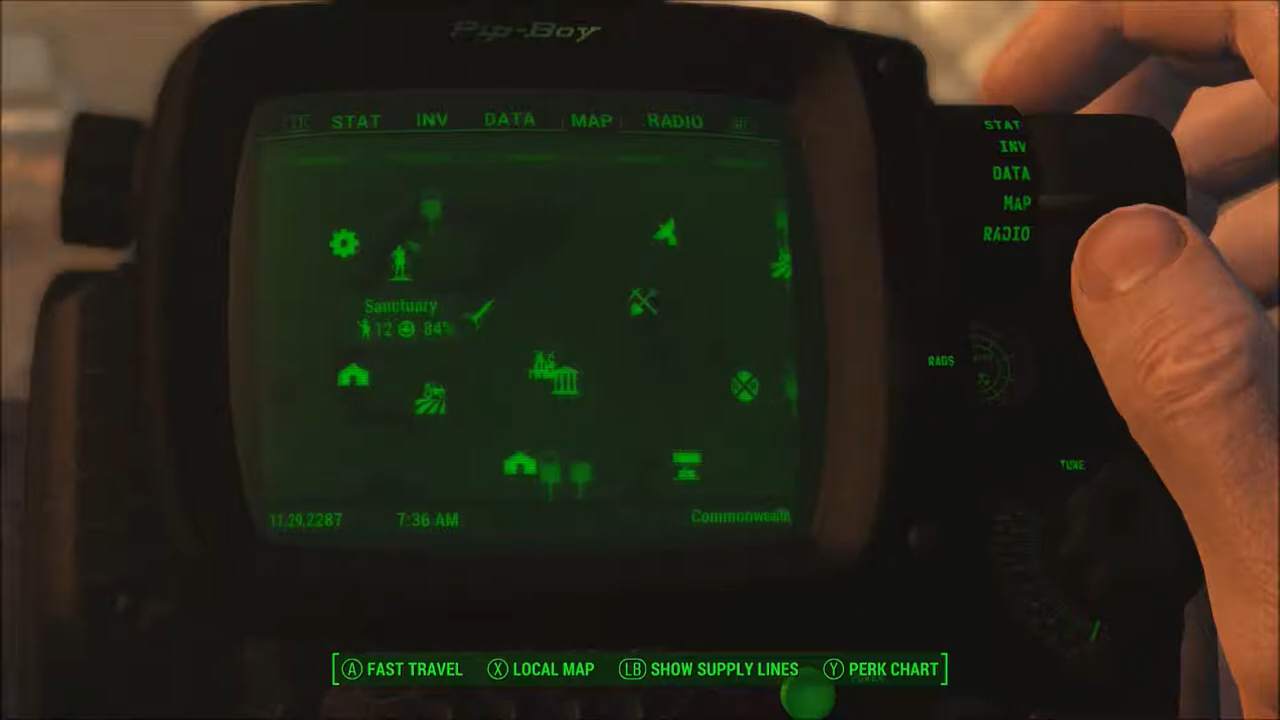 Pip-Boy
STAT INV DATA MAP RADIO
STAT
INV
DATA
MAP
RADIO
Sanctuary
12 84%
RADS
TUNE
11.29.2287 7:36 AM Commonwealth
A FAST TRAVEL X LOCAL MAP LB SHOW SUPPLY LINES Y PERK CHART
POWER